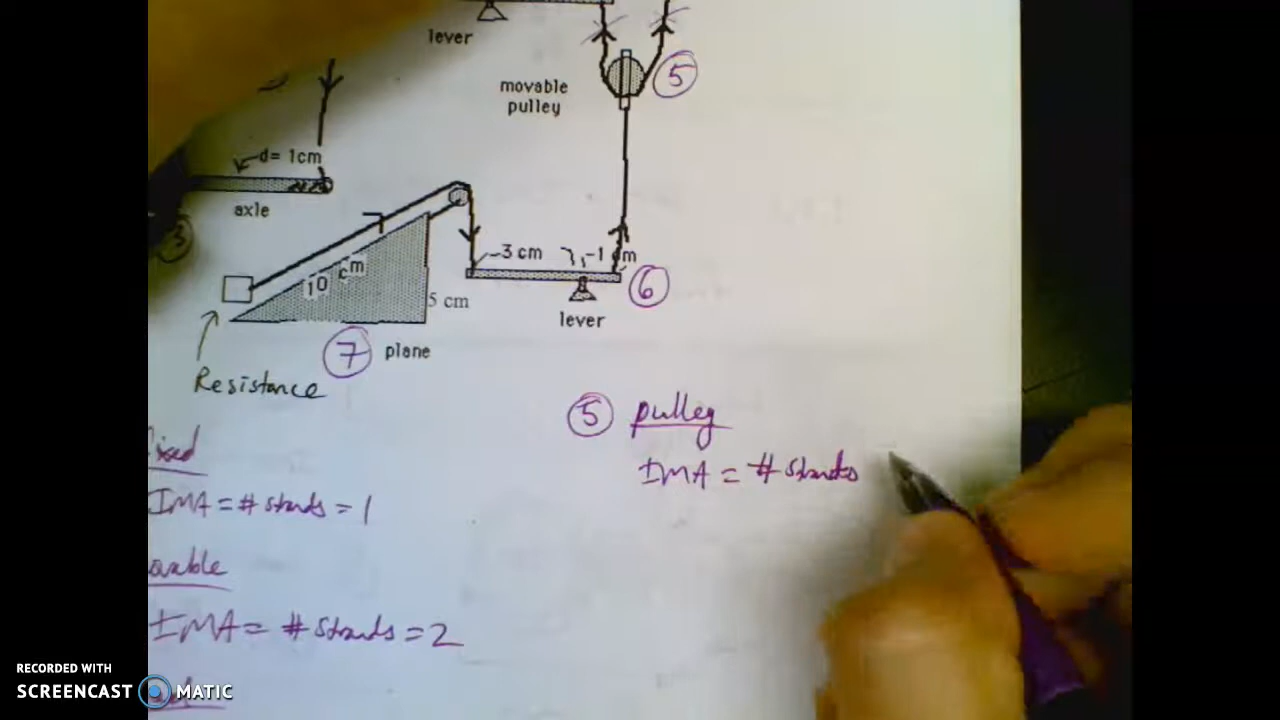 lever
movable
pulley
5
d= 1cm
axle
3
3 cm
1 cm
10 cm
5 cm
6
lever
7
plane
Resistance
5 pulley
IMA = # strands
IMA = # strands = 1
IMA = # strands = 2
RECORDED WITH
SCREENCAST MATIC